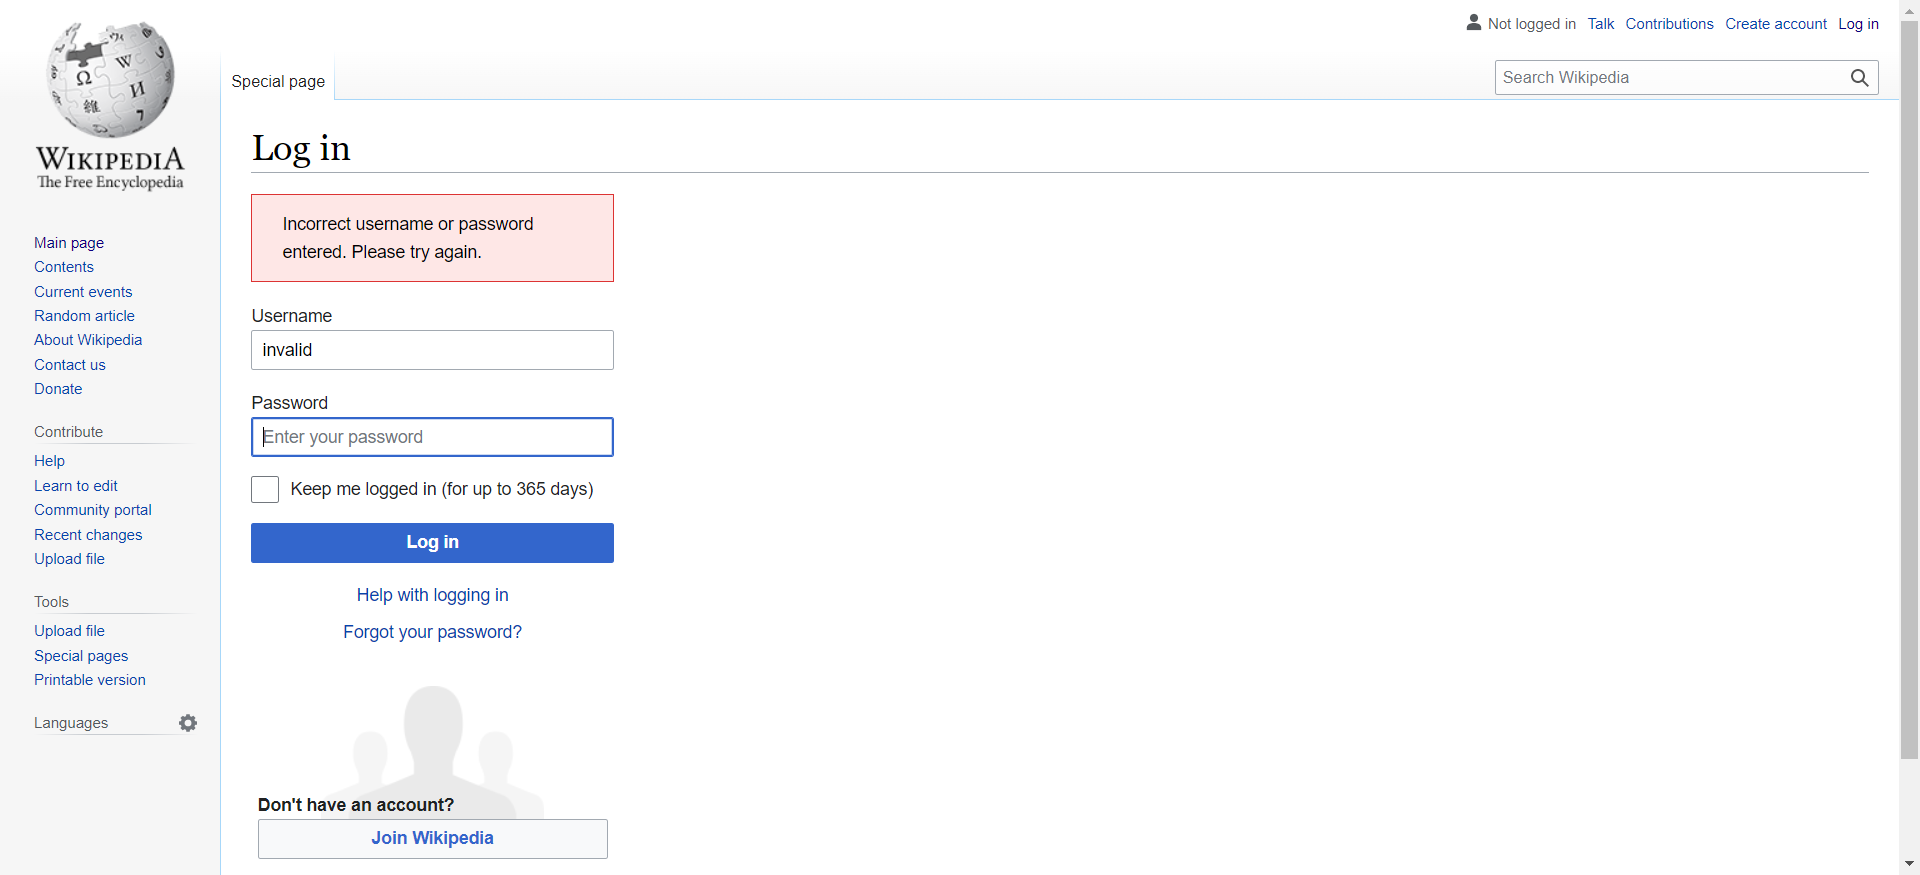 Not logged in Talk Contributions Create account Log in
Special page
Search Wikipedia
WIKIPEDIA
The Free Encyclopedia
Main page
Contents
Current events
Random article
About Wikipedia
Contact us
Donate
Contribute
Help
Learn to edit
Community portal
Recent changes
Upload file
Tools
Upload file
Special pages
Printable version
Languages
Log in
Incorrect username or password
entered. Please try again.
Username
invalid
Password
Enter your password
Keep me logged in (for up to 365 days)
Log in
Help with logging in
Forgot your password?
Don't have an account?
Join Wikipedia